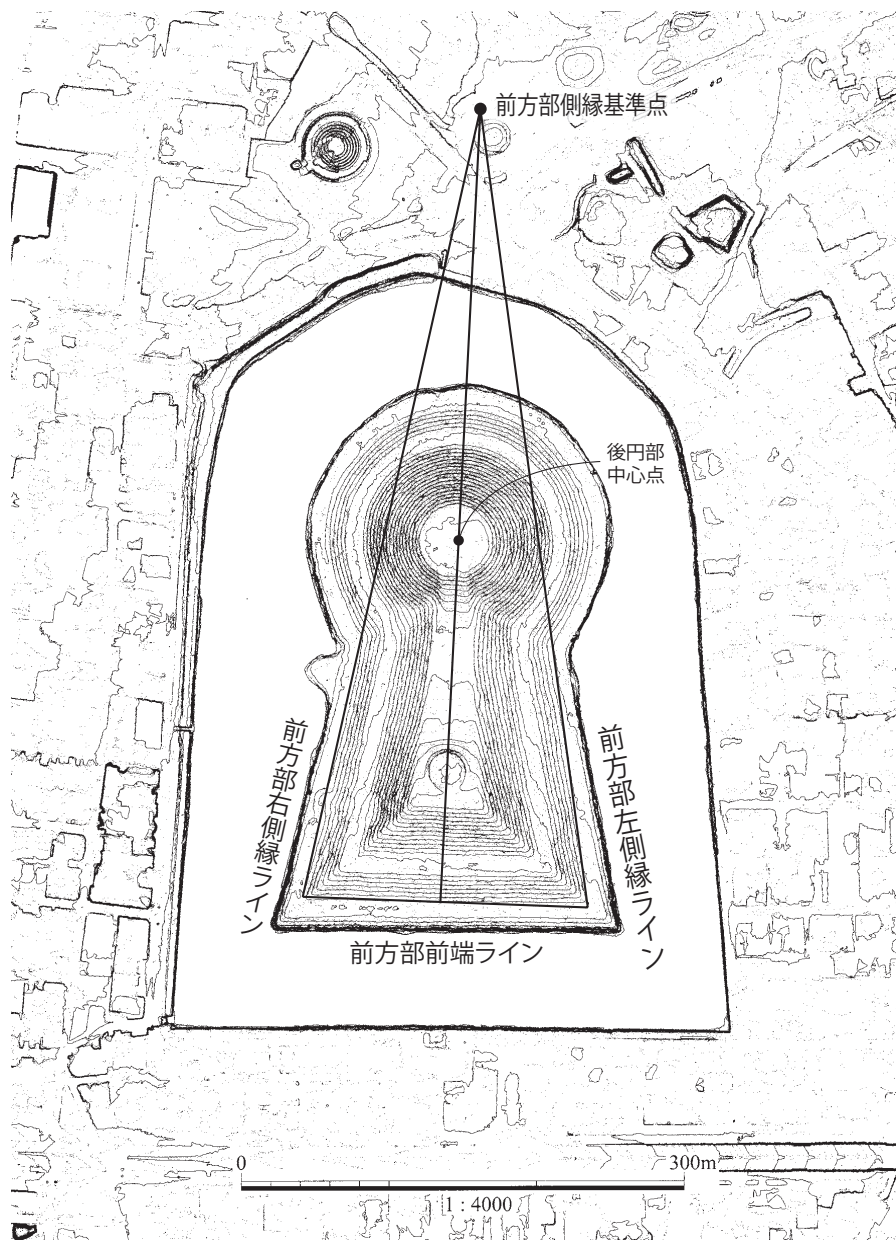 前方部側縁基準点
後円部
中心点
前方部右側縁ライン
前方部左側縁ライン
前方部前端ライン
0
300m
1 : 4000